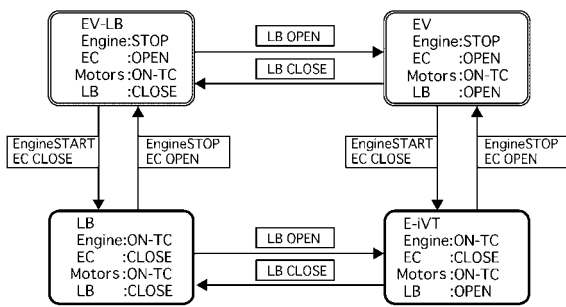 EV-LB
Engine:STOP
EC :OPEN
Motors:ON-TC
LB :CLOSE
LB OPEN
LB CLOSE
EV
Engine:STOP
EC :OPEN
Motors:ON-TC
LB :OPEN
EngineSTART
EC CLOSE
EngineSTOP
EC OPEN
EngineSTART
EC CLOSE
EngineSTOP
EC OPEN
LB
Engine:ON-TC
EC :CLOSE
Motors:ON-TC
LB :CLOSE
LB OPEN
LB CLOSE
E-iVT
Engine:ON-TC
EC :CLOSE
Motors:ON-TC
LB :OPEN